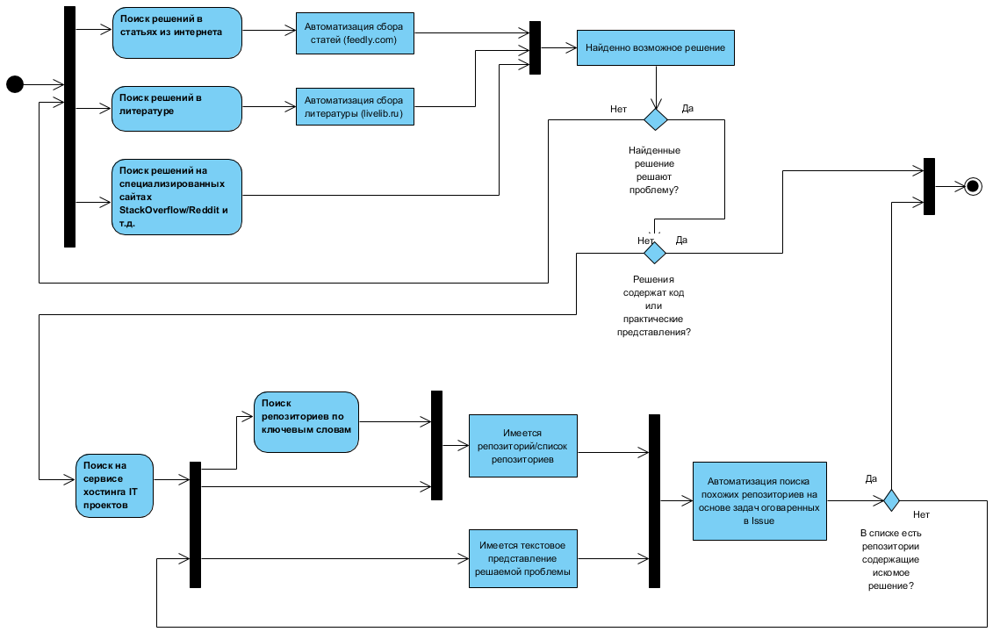 Поиск решений в
статьях из интернета
Автоматизация сбора
статей (feedly.com)
Найденно возможное решение
Поиск решений в
литературе
Автоматизация сбора
литературы (livelib.ru)
Нет
Да
Найденные
решение
решают
проблему?
Поиск решений на
специализированных
сайтах
StackOverflow/Reddit и
т.д.
Нет
Да
Решения
содержат код
или
практические
представления?
Поиск
репозиториев по
ключевым словам
Имеется
репозиторий/список
репозиториев
Поиск на
сервисе
хостинга IT
проектов
Автоматизация поиска
похожих репозиториев на
основе задач оговаренных
в Issue
Да
Нет
В списке есть
репозитории
содержащие
искомое
решение?
Имеется текстовое
представление
решаемой проблемы